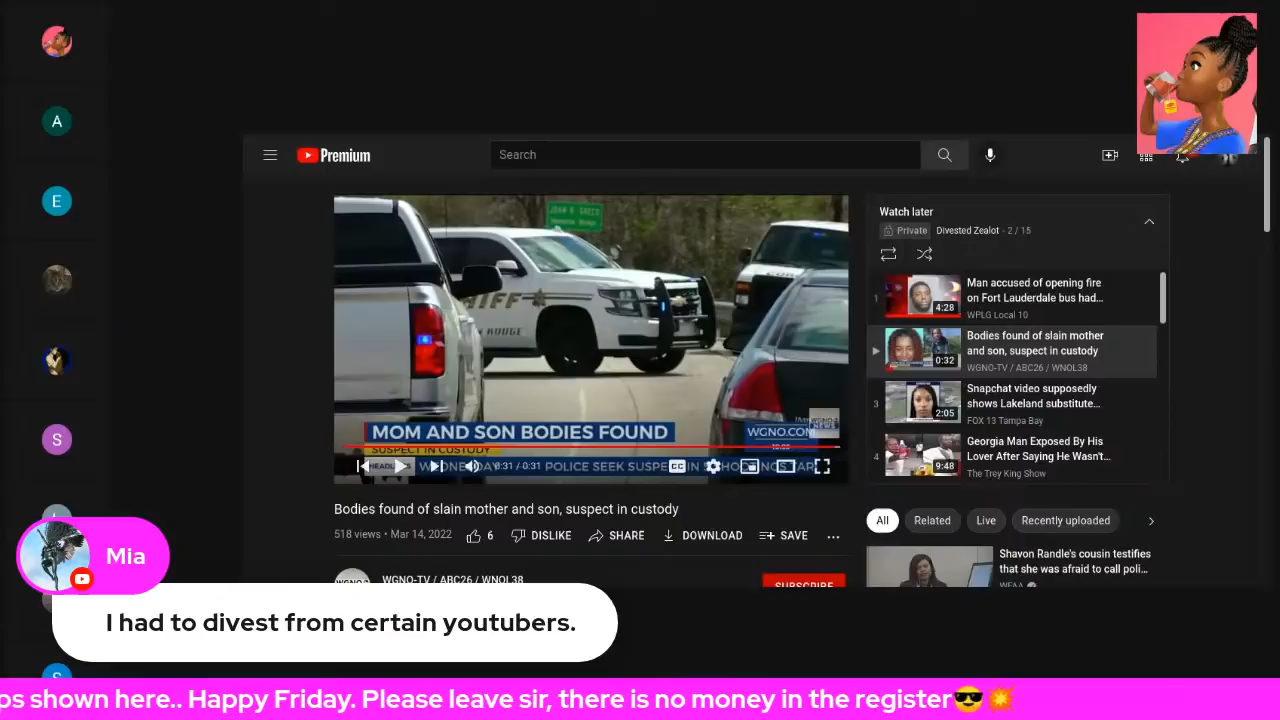 A
E
S
S
Premium
Search
SHERIFF
ROUGE
MOM AND SON BODIES FOUND
SUSPECT IN CUSTODY
WGNO.COM
HEADLINES
0:31 / 0:31
POLICE SEEK
CC
Bodies found of slain mother and son, suspect in custody
518 views • Mar 14, 2022
6
DISLIKE
SHARE
DOWNLOAD
SAVE
WGNO-TV / ABC26 / WNOL38
SUBSCRIBE
Watch later
Private
Divested Zealot - 2 / 15
1
4:28
Man accused of opening fire
on Fort Lauderdale bus had...
WPLG Local 10
0:32
Bodies found of slain mother
and son, suspect in custody
WGNO-TV / ABC26 / WNOL38
3
2:05
Snapchat video supposedly
shows Lakeland substitute...
FOX 13 Tampa Bay
4
9:48
Georgia Man Exposed By His
Lover After Saying He Wasn't...
The Trey King Show
All
Related
Live
Recently uploaded
Shavon Randle's cousin testifies
that she was afraid to call poli...
WFAA
Mia
I had to divest from certain youtubers.
ps shown here.. Happy Friday. Please leave sir, there is no money in the register😎💥